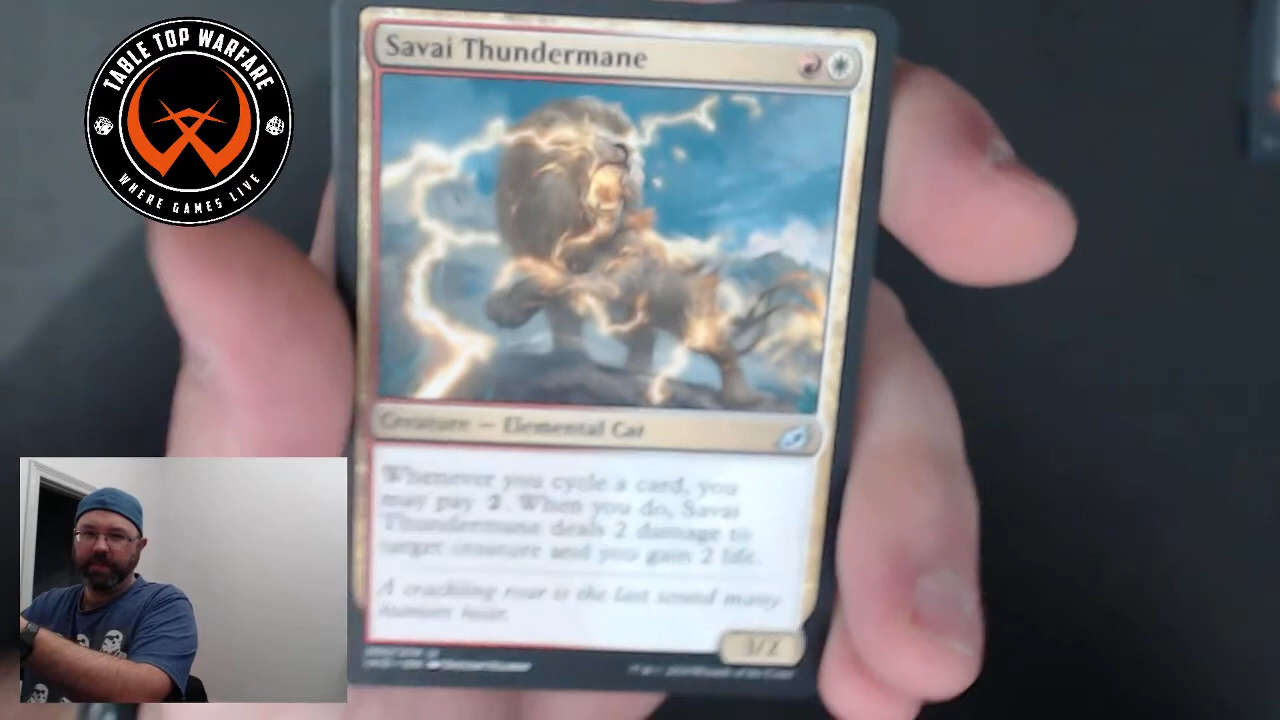 TABLE TOP WARFARE
WHERE GAMES LIVE
Savai Thundermane
Creature — Elemental Cat
Whenever you cycle a card, you
may pay 2. When you do, Savai
Thundermane deals 2 damage to
target creature and you gain 2 life.
A crackling roar is the last sound many
hunters hear.
3/2